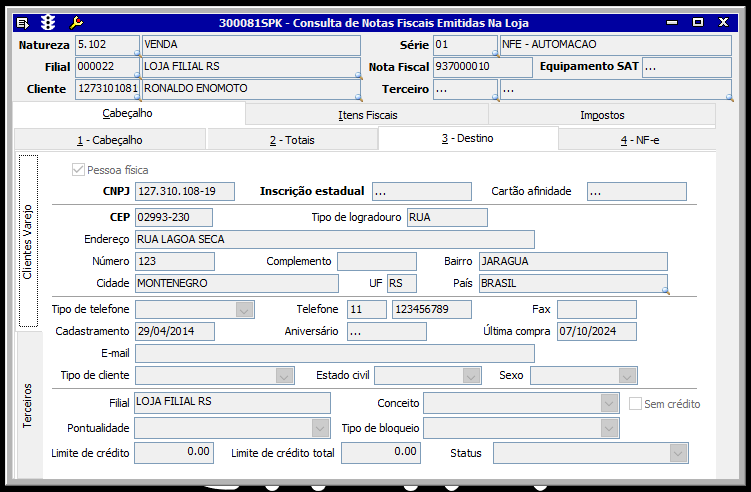 300081SPK - Consulta de Notas Fiscais Emitidas Na Loja
Natureza 5.102 VENDA Série 01 NFE - AUTOMACAO
Filial 000022 LOJA FILIAL RS Nota Fiscal 937000010 Equipamento SAT ...
Cliente 1273101081 RONALDO ENOMOTO Terceiro ... ...
Cabeçalho Itens Fiscais Impostos
1 - Cabeçalho 2 - Totais 3 - Destino 4 - NF-e
Clientes Varejo
Terceiros
Pessoa física
CNPJ 127.310.108-19 Inscrição estadual ... Cartão afinidade ...
CEP 02993-230 Tipo de logradouro RUA
Endereço RUA LAGOA SECA
Número 123 Complemento Bairro JARAGUA
Cidade MONTENEGRO UF RS País BRASIL
Tipo de telefone Telefone 11 123456789 Fax
Cadastramento 29/04/2014 Aniversário ... Última compra 07/10/2024
E-mail
Tipo de cliente Estado civil Sexo
Filial LOJA FILIAL RS Conceito Sem crédito
Pontualidade Tipo de bloqueio
Limite de crédito 0.00 Limite de crédito total 0.00 Status